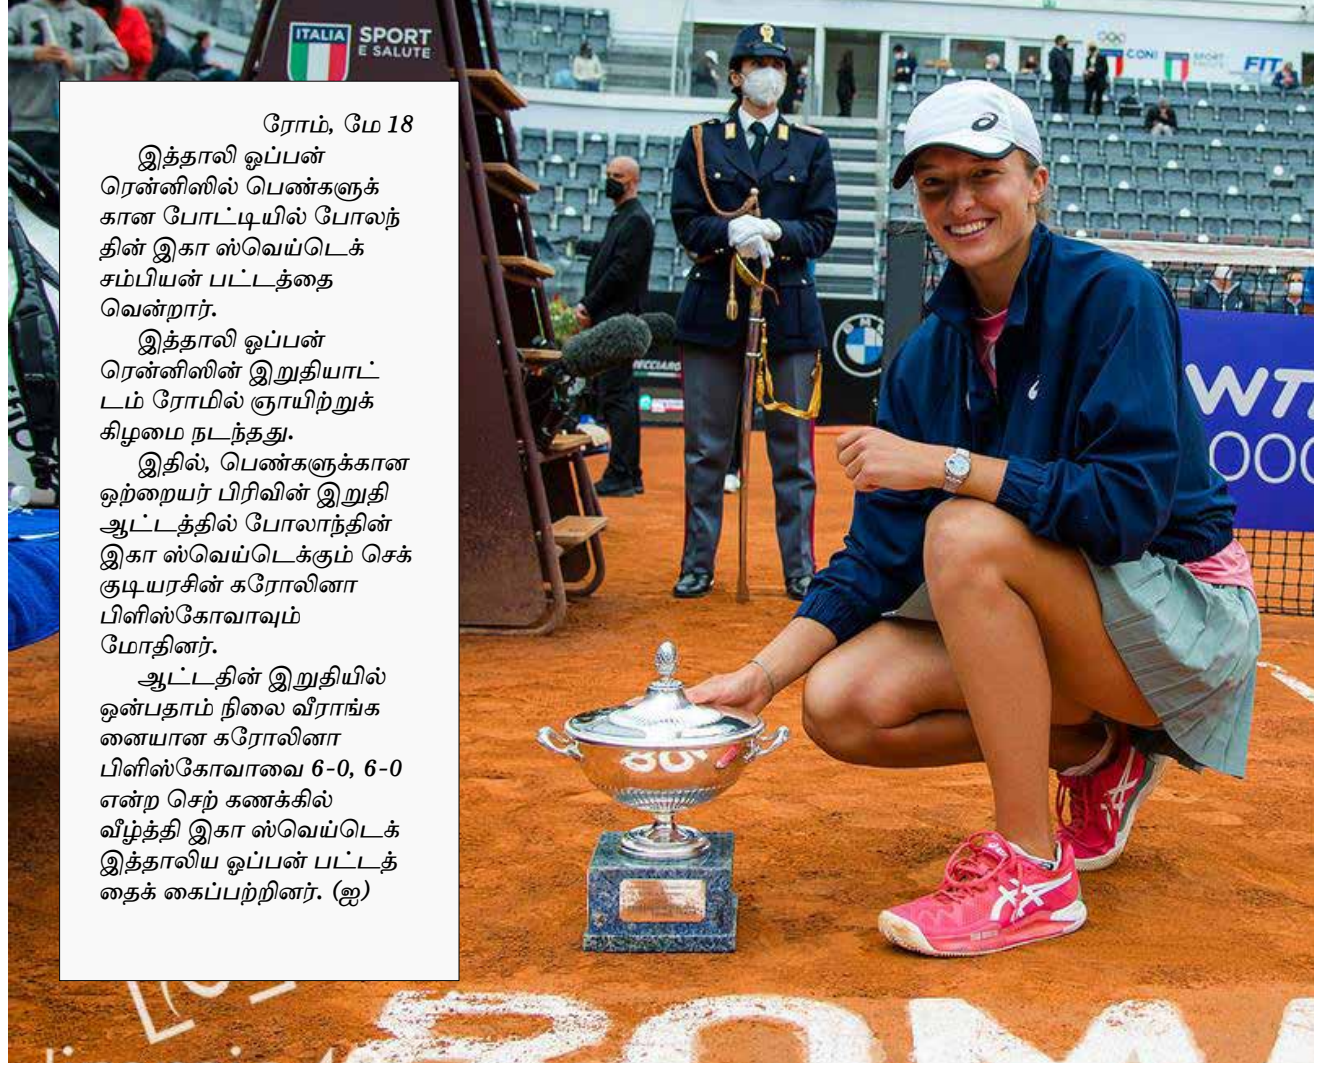 ITALIA SPORT
E SALUTE
CONI
SPORT
FIT
ரோம், மே 18
இத்தாலி ஓப்பன்
ரென்னிஸில் பெண்களுக்
கான போட்டியில் போலந்
தின் இகா ஸ்வெய்டெக்
சம்பியன் பட்டத்தை
வென்றார்.
இத்தாலி ஓப்பன்
ரென்னிஸின் இறுதியாட்
டம் ரோமில் ஞாயிற்றுக்
கிழமை நடந்தது.
இதில், பெண்களுக்கான
ஒற்றையர் பிரிவின் இறுதி
ஆட்டத்தில் போலாந்தின்
இகா ஸ்வெய்டெக்கும் செக்
குடியரசின் கரோலினா
பிளிஸ்கோவாவும்
மோதினர்.
ஆட்டதின் இறுதியில்
ஒன்பதாம் நிலை வீராங்க
னையான கரோலினா
பிளிஸ்கோவாவை 6-0, 6-0
என்ற செற் கணக்கில்
வீழ்த்தி இகா ஸ்வெய்டெக்
இத்தாலிய ஓப்பன் பட்டத்
தைக் கைப்பற்றினர். (ஐ)